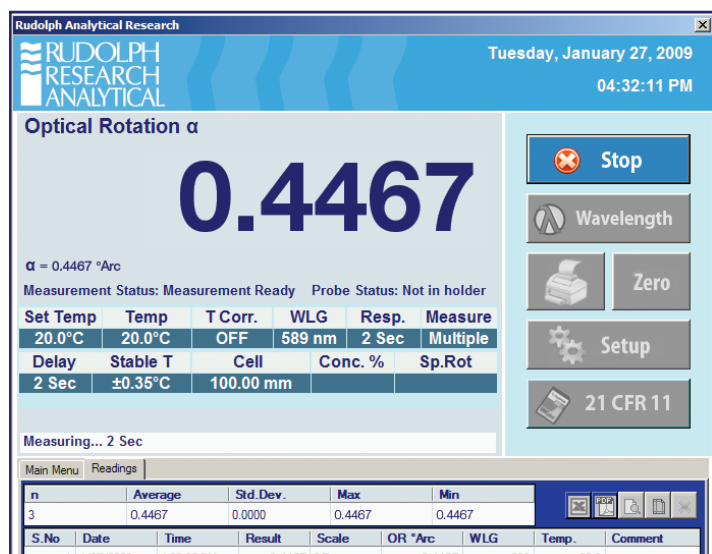 Rudolph Analytical Research
RUDOLPH
RESEARCH
ANALYTICAL
Tuesday, January 27, 2009
04:32:11 PM
Optical Rotation α
0.4467
α = 0.4467 °Arc
Measurement Status: Measurement Ready Probe Status: Not in holder
Set Temp Temp T Corr. WLG Resp. Measure
20.0°C 20.0°C OFF 589 nm 2 Sec Multiple
Delay Stable T Cell Conc. % Sp.Rot
2 Sec ±0.35°C 100.00 mm
Measuring... 2 Sec
Stop
Wavelength
Zero
Setup
21 CFR 11
Main Menu Readings
n Average Std.Dev. Max Min
3 0.4467 0.0000 0.4467 0.4467
PDF
S.No Date Time Result Scale OR °Arc WLG Temp. Comment